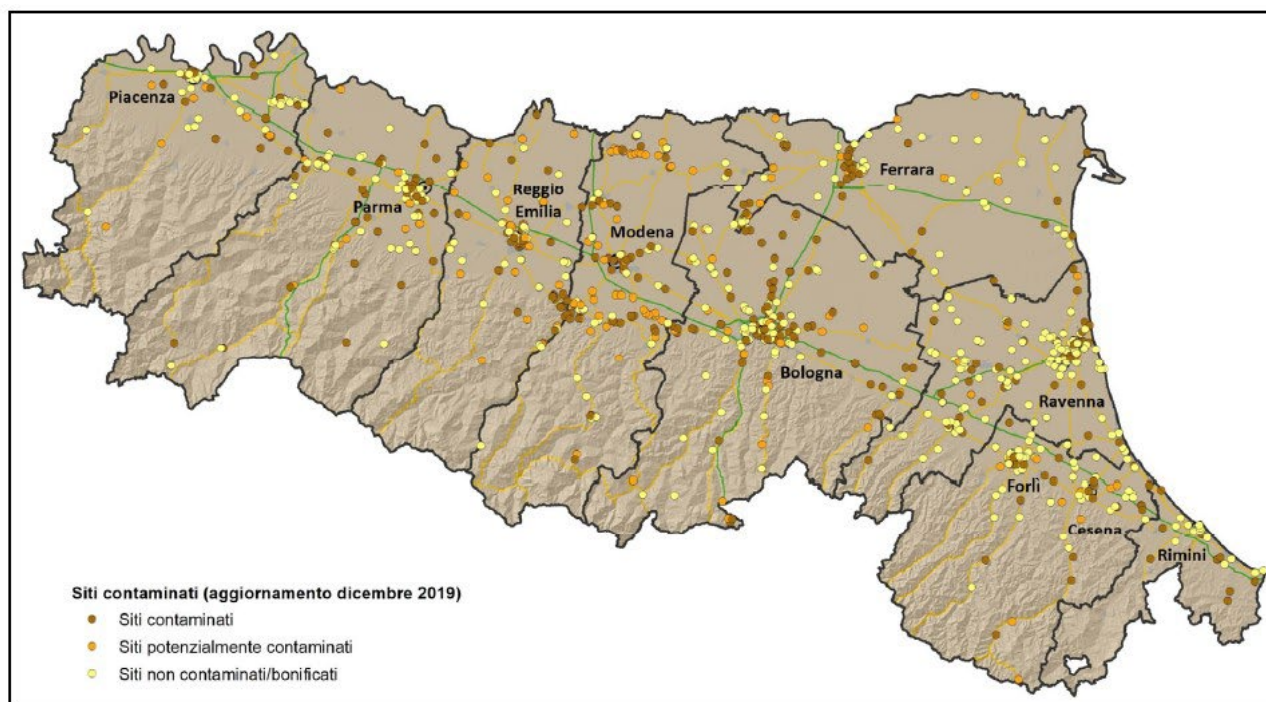 Piacenza
Parma
Reggio
Emilia
Modena
Ferrara
Bologna
Ravenna
Forlì
Cesena
Rimini
Siti contaminati (aggiornamento dicembre 2019)
Siti contaminati
Siti potenzialmente contaminati
Siti non contaminati/bonificati